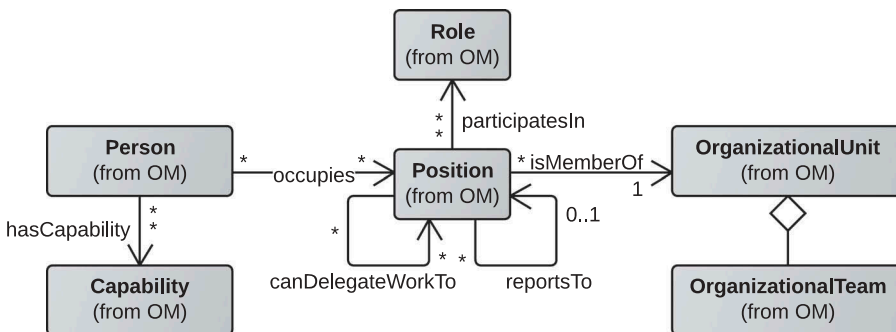 Role
(from OM)
*
*
participatesIn
Person
(from OM)
*
occupies
*
Position
(from OM)
*
isMemberOf
1
OrganizationalUnit
(from OM)
*
*
hasCapability
*
*
canDelegateWorkTo
*
0..1
reportsTo
Capability
(from OM)
OrganizationalTeam
(from OM)